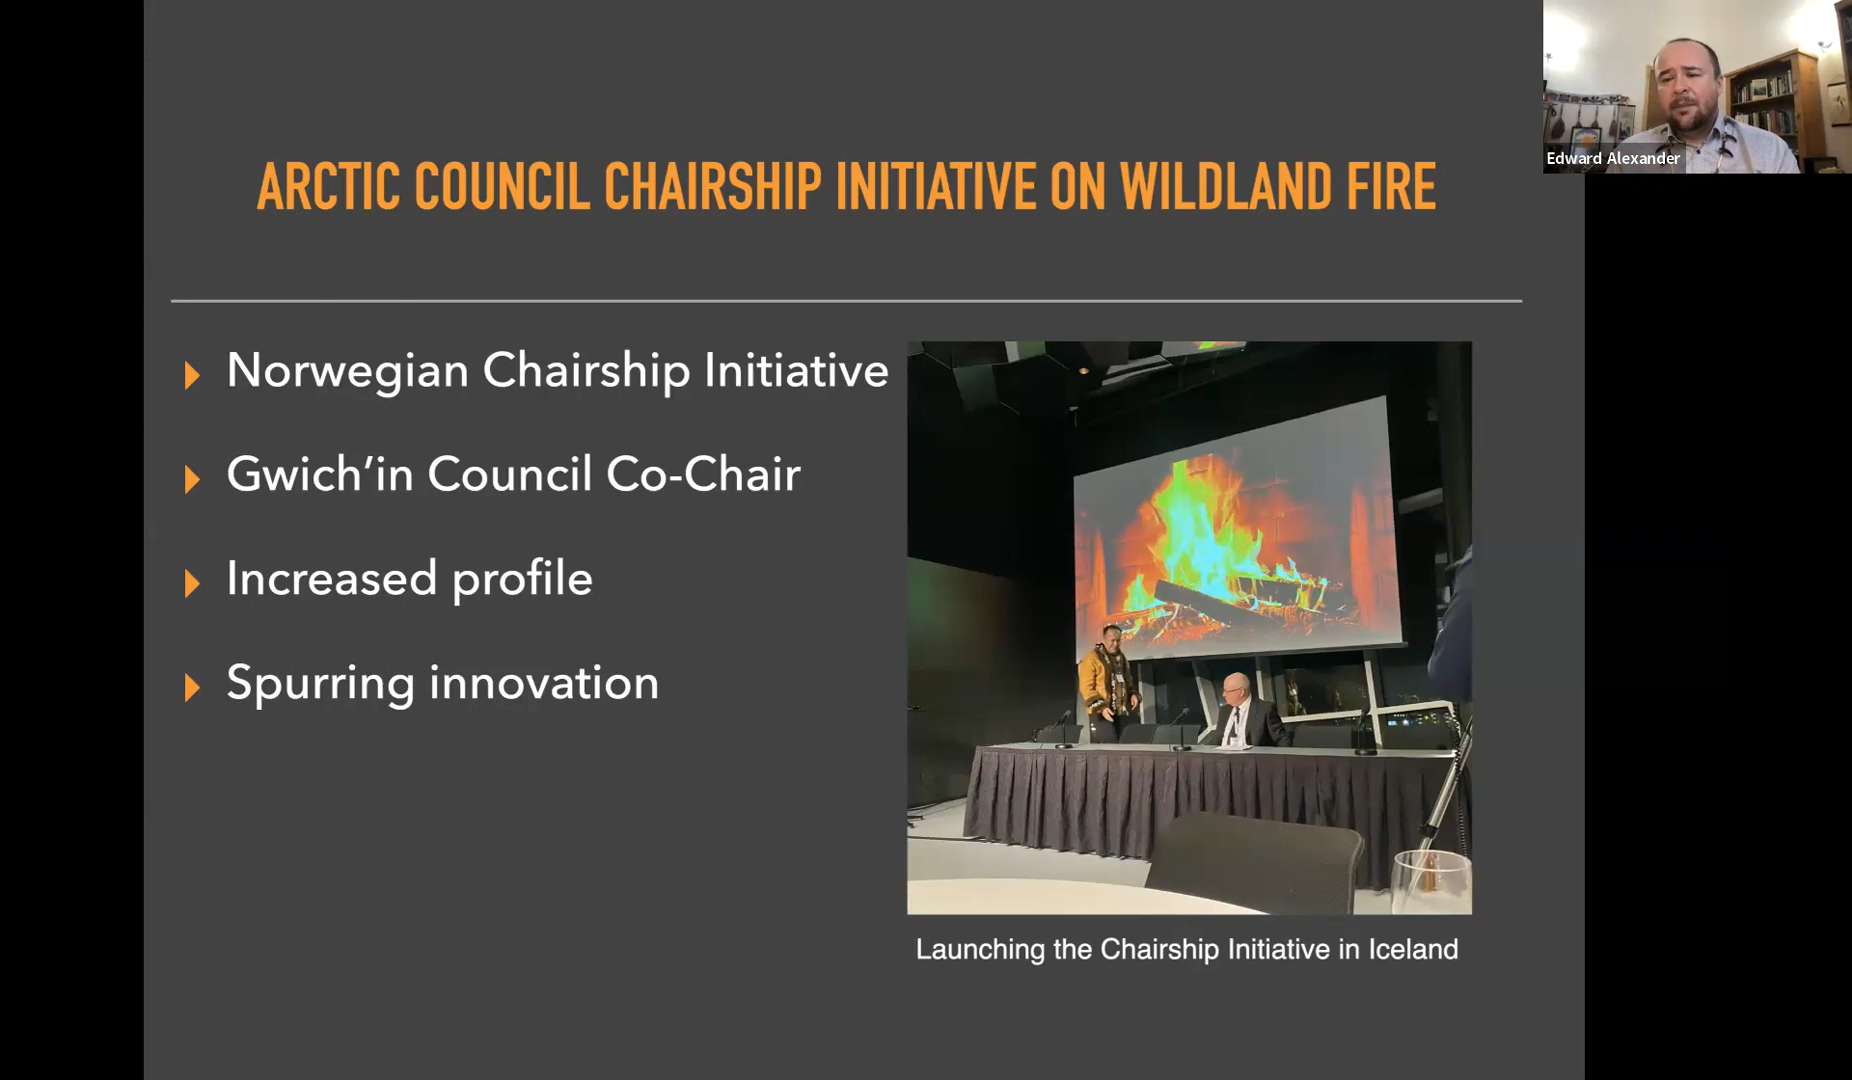 ARCTIC COUNCIL CHAIRSHIP INITIATIVE ON WILDLAND FIRE
Norwegian Chairship Initiative
Gwich’in Council Co-Chair
Increased profile
Spurring innovation
Launching the Chairship Initiative in Iceland
Edward Alexander